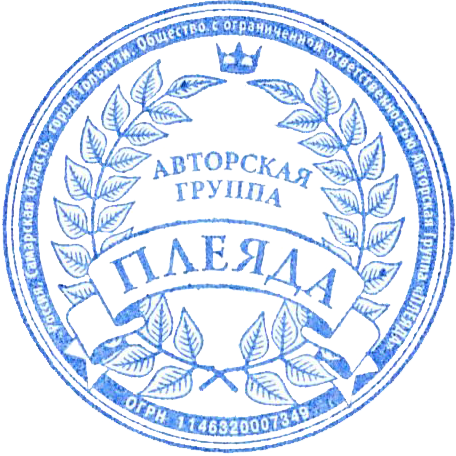 Россия, Самарская область, город Тольятти. Общество с ограниченной ответственностью Авторская Группа "ПЛЕЯДА"
АВТОРСКАЯ
ГРУППА
ПЛЕЯДА
ОГРН 1146320007349